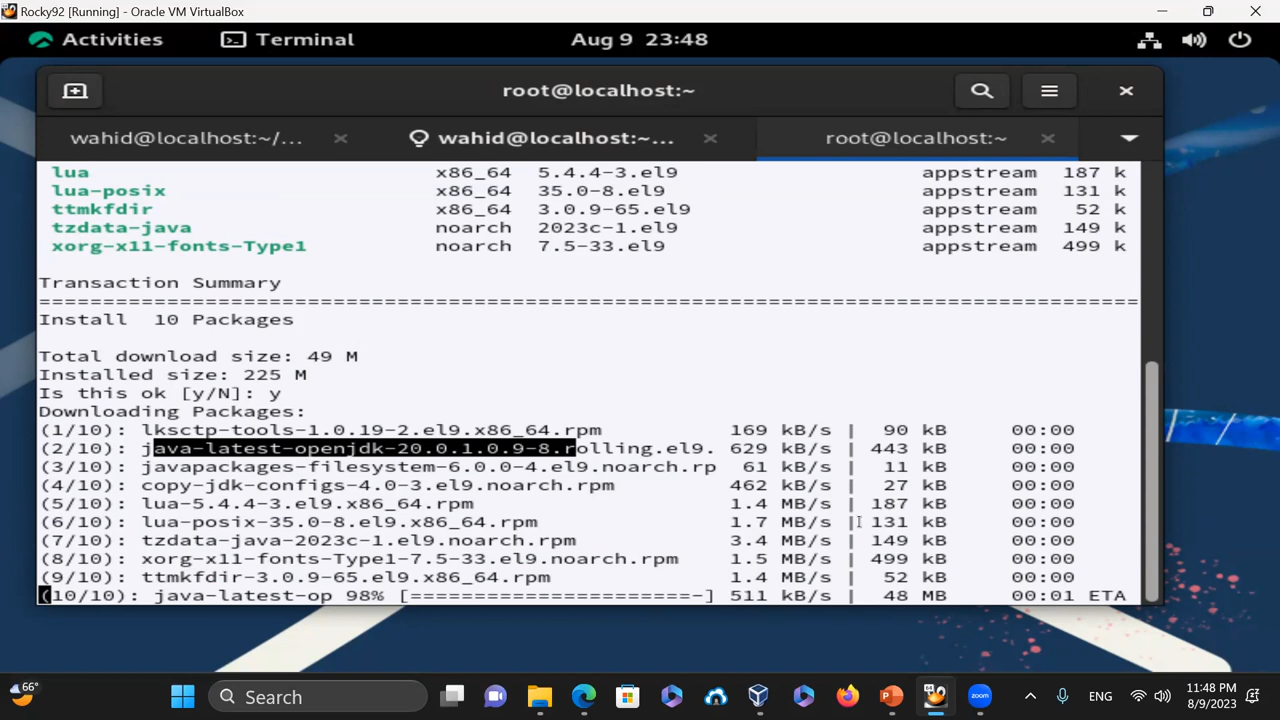 Rocky92 [Running] - Oracle VM VirtualBox
Activities Terminal Aug 9 23:48
root@localhost:~
wahid@localhost:~/... wahid@localhost:~... root@localhost:~
lua x86_64 5.4.4-3.el9 appstream 187 k
lua-posix x86_64 35.0-8.el9 appstream 131 k
ttmkfdir x86_64 3.0.9-65.el9 appstream 52 k
tzdata-java noarch 2023c-1.el9 appstream 149 k
xorg-x11-fonts-Type1 noarch 7.5-33.el9 appstream 499 k
Transaction Summary
================================================================================
Install 10 Packages
Total download size: 49 M
Installed size: 225 M
Is this ok [y/N]: y
Downloading Packages:
(1/10): lksctp-tools-1.0.19-2.el9.x86_64.rpm 169 kB/s | 90 kB 00:00
(2/10): java-latest-openjdk-20.0.1.0.9-8.rolling.el9. 629 kB/s | 443 kB 00:00
(3/10): javapackages-filesystem-6.0.0-4.el9.noarch.rp 61 kB/s | 11 kB 00:00
(4/10): copy-jdk-configs-4.0-3.el9.noarch.rpm 462 kB/s | 27 kB 00:00
(5/10): lua-5.4.4-3.el9.x86_64.rpm 1.4 MB/s | 187 kB 00:00
(6/10): lua-posix-35.0-8.el9.x86_64.rpm 1.7 MB/s | 131 kB 00:00
(7/10): tzdata-java-2023c-1.el9.noarch.rpm 3.4 MB/s | 149 kB 00:00
(8/10): xorg-x11-fonts-Type1-7.5-33.el9.noarch.rpm 1.5 MB/s | 499 kB 00:00
(9/10): ttmkfdir-3.0.9-65.el9.x86_64.rpm 1.4 MB/s | 52 kB 00:00
(10/10): java-latest-op 98% [======================-] 511 kB/s | 48 MB 00:01 ETA
66° Search ENG 11:48 PM
8/9/2023